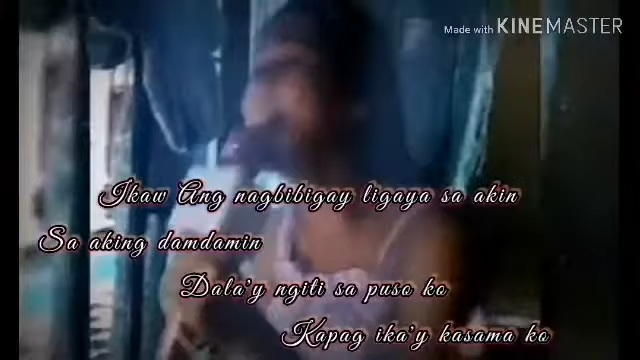 Made with KINEMASTER
Ikaw Ang nagbibigay ligaya sa akin
Sa aking damdamin
Dala'y ngiti sa puso ko
Kapag ika'y kasama ko